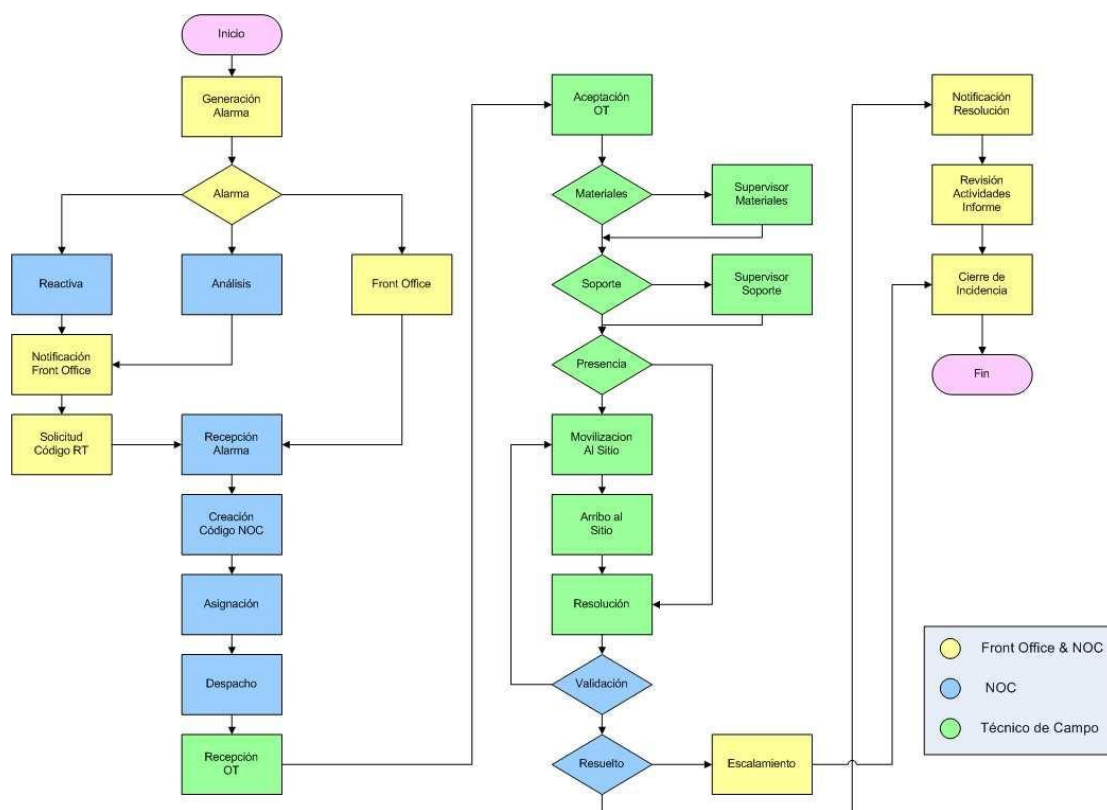 Inicio
Generación
Alarma
Alarma
Reactiva
Análisis
Front Office
Notificación
Front Office
Solicitud
Código RT
Recepción
Alarma
Creación
Código NOC
Asignación
Despacho
Recepción
OT
Aceptación
OT
Materiales
Supervisor
Materiales
Soporte
Supervisor
Soporte
Presencia
Movilizacion
Al Sitio
Arribo al
Sitio
Resolución
Validación
Resuelto
Escalamiento
Notificación
Resolución
Revisión
Actividades
Informe
Cierre de
Incidencia
Fin
Front Office & NOC
NOC
Técnico de Campo